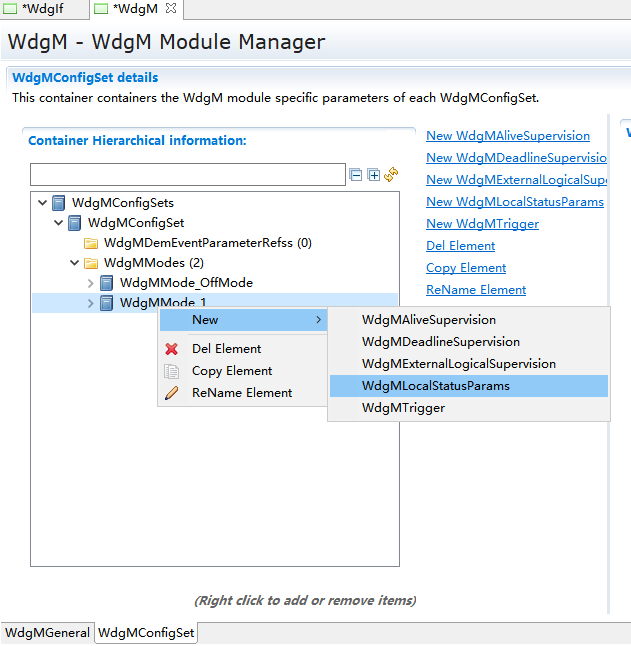 *WdgIf
*WdgM
WdgM - WdgM Module Manager
WdgMConfigSet details
This container containers the WdgM module specific parameters of each WdgMConfigSet.
Container Hierarchical information:
WdgMConfigSets
WdgMConfigSet
WdgMDemEventParameterRefss (0)
WdgMModes (2)
WdgMMode_OffMode
WdgMMode_1
New WdgMAliveSupervision
New WdgMDeadlineSupervisio
New WdgMExternalLogicalSupe
New WdgMLocalStatusParams
New WdgMTrigger
Del Element
Copy Element
ReName Element
New
Del Element
Copy Element
ReName Element
WdgMAliveSupervision
WdgMDeadlineSupervision
WdgMExternalLogicalSupervision
WdgMLocalStatusParams
WdgMTrigger
(Right click to add or remove items)
WdgMGeneral
WdgMConfigSet